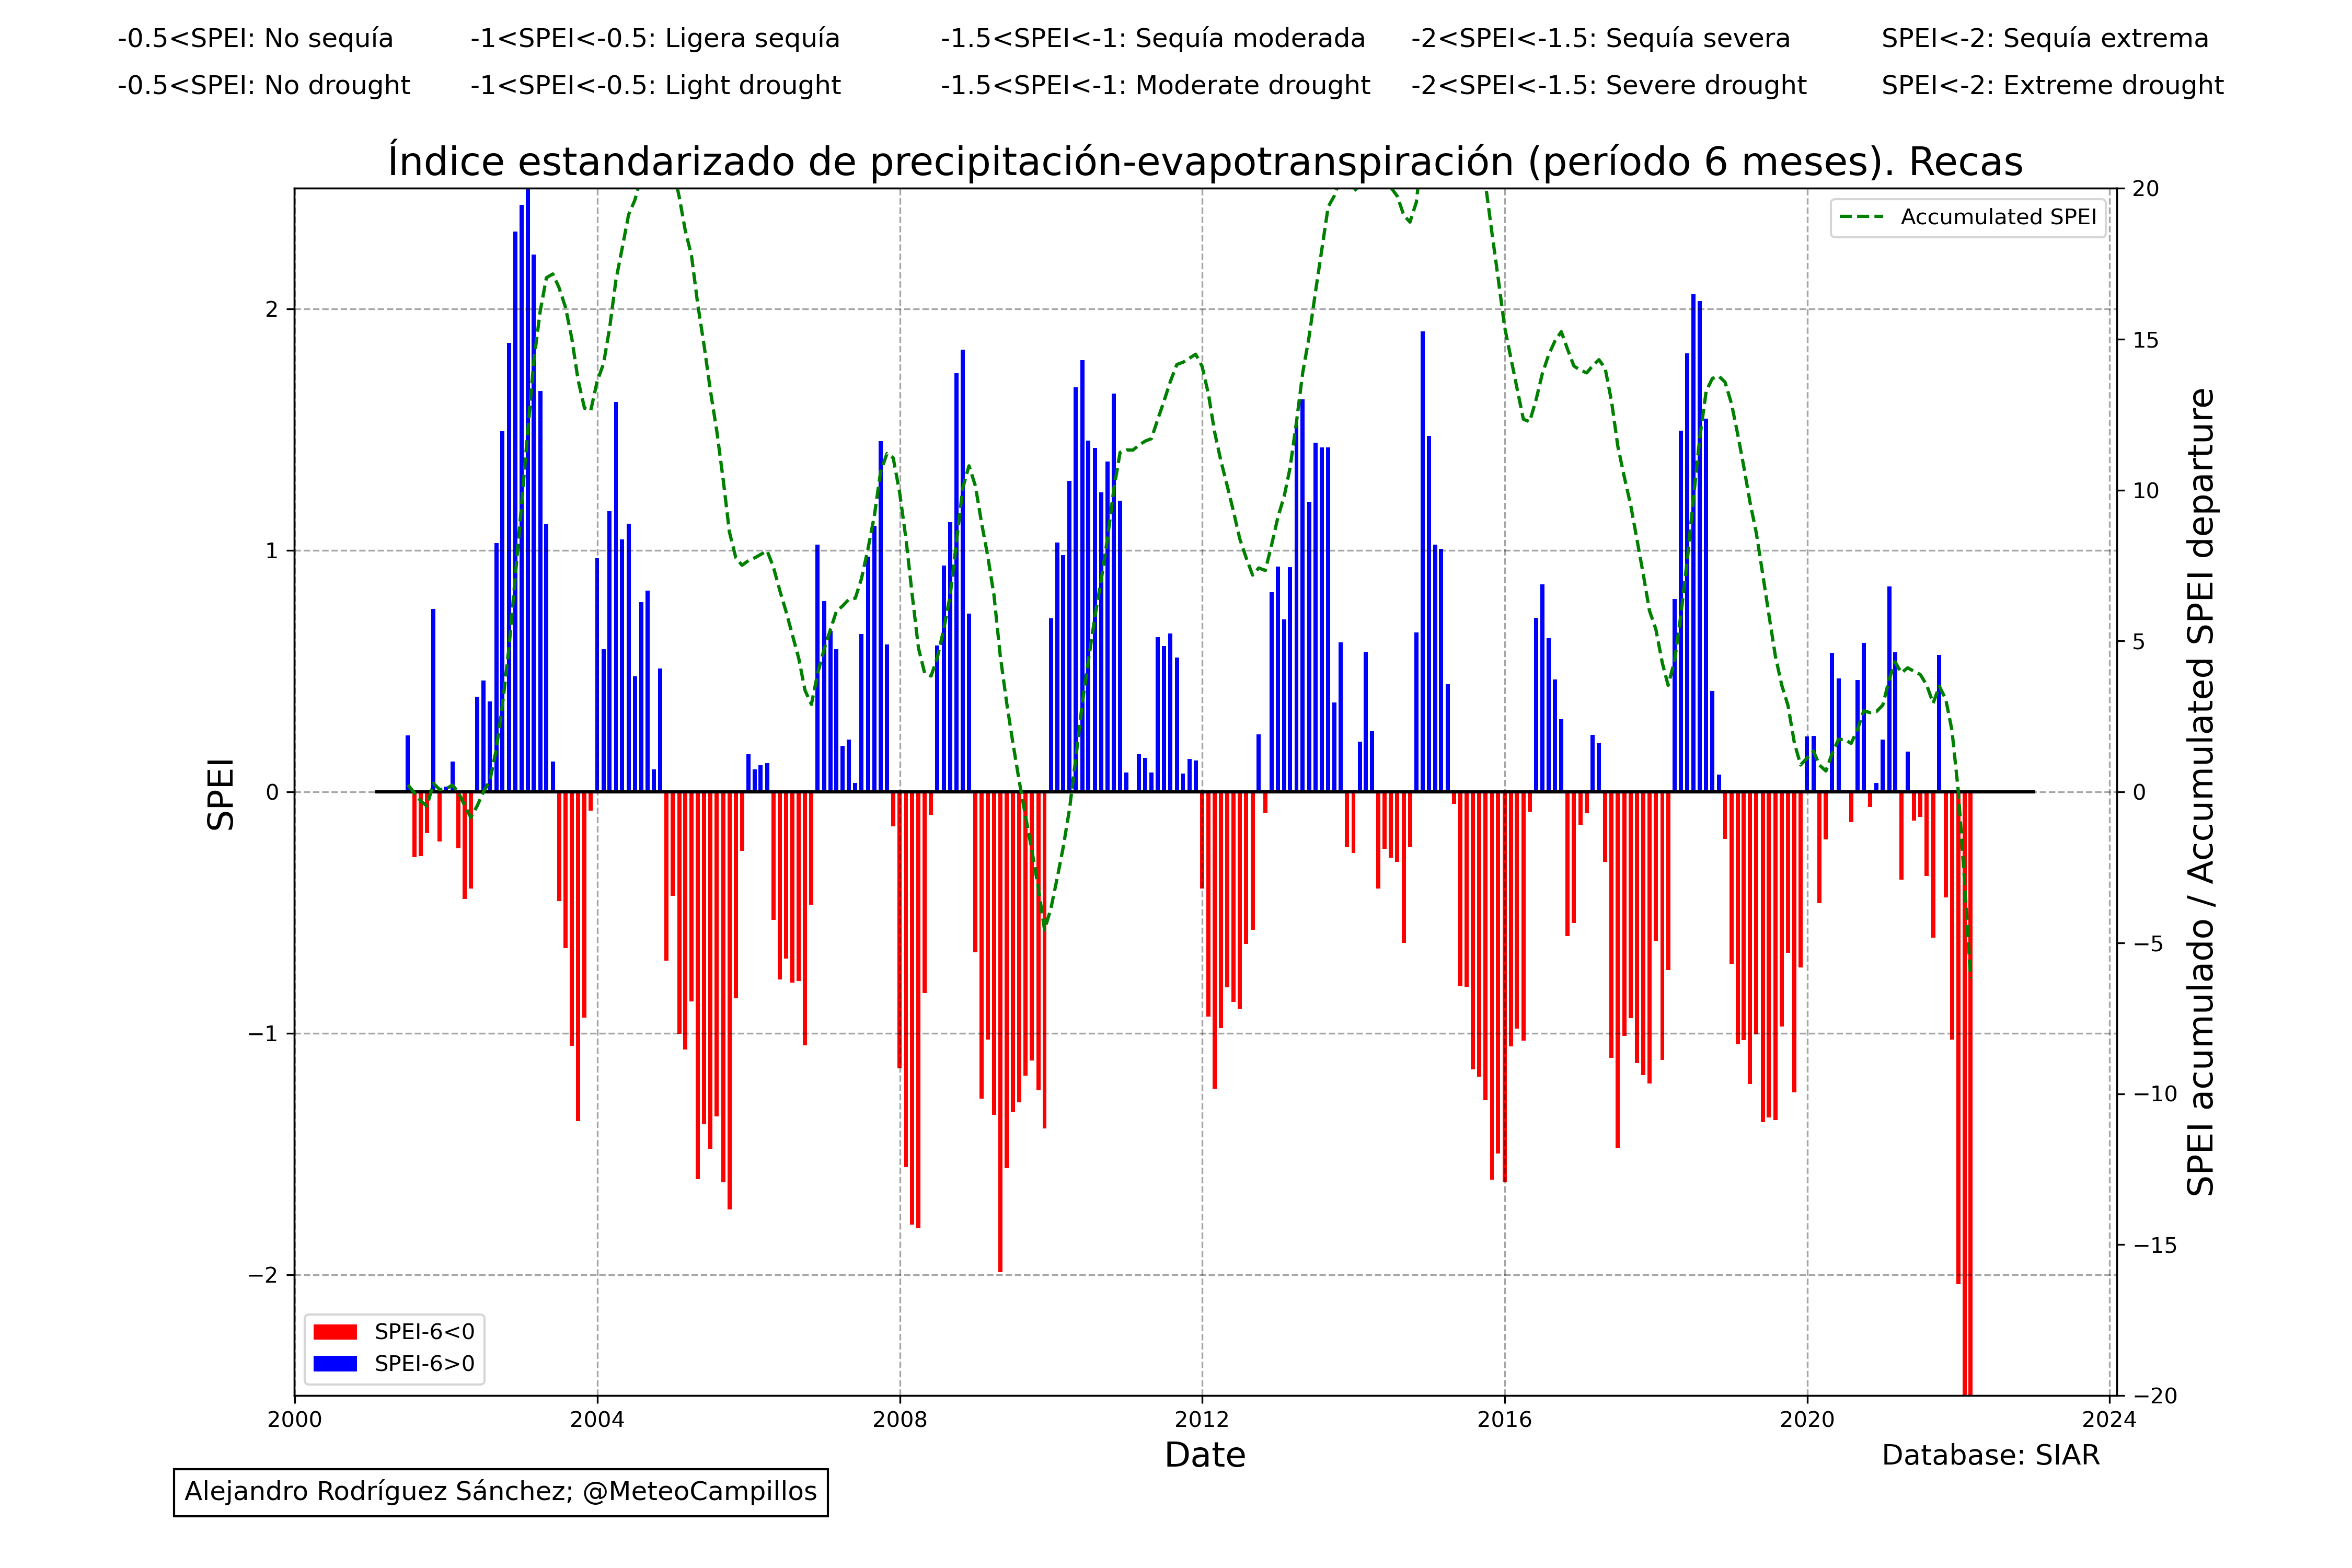 -0.5<SPEI: No sequía -1<SPEI<-0.5: Ligera sequía -1.5<SPEI<-1: Sequía moderada -2<SPEI<-1.5: Sequía severa SPEI<-2: Sequía extrema
-0.5<SPEI: No drought -1<SPEI<-0.5: Light drought -1.5<SPEI<-1: Moderate drought -2<SPEI<-1.5: Severe drought SPEI<-2: Extreme drought
Índice estandarizado de precipitación-evapotranspiración (período 6 meses). Recas
Accumulated SPEI
SPEI
2
1
0
−1
−2
20
15
10
5
0
−5
−10
−15
−20
SPEI acumulado / Accumulated SPEI departure
SPEI-6<0
SPEI-6>0
2000 2004 2008 2012 2016 2020 2024
Date
Database: SIAR
Alejandro Rodríguez Sánchez; @MeteoCampillos